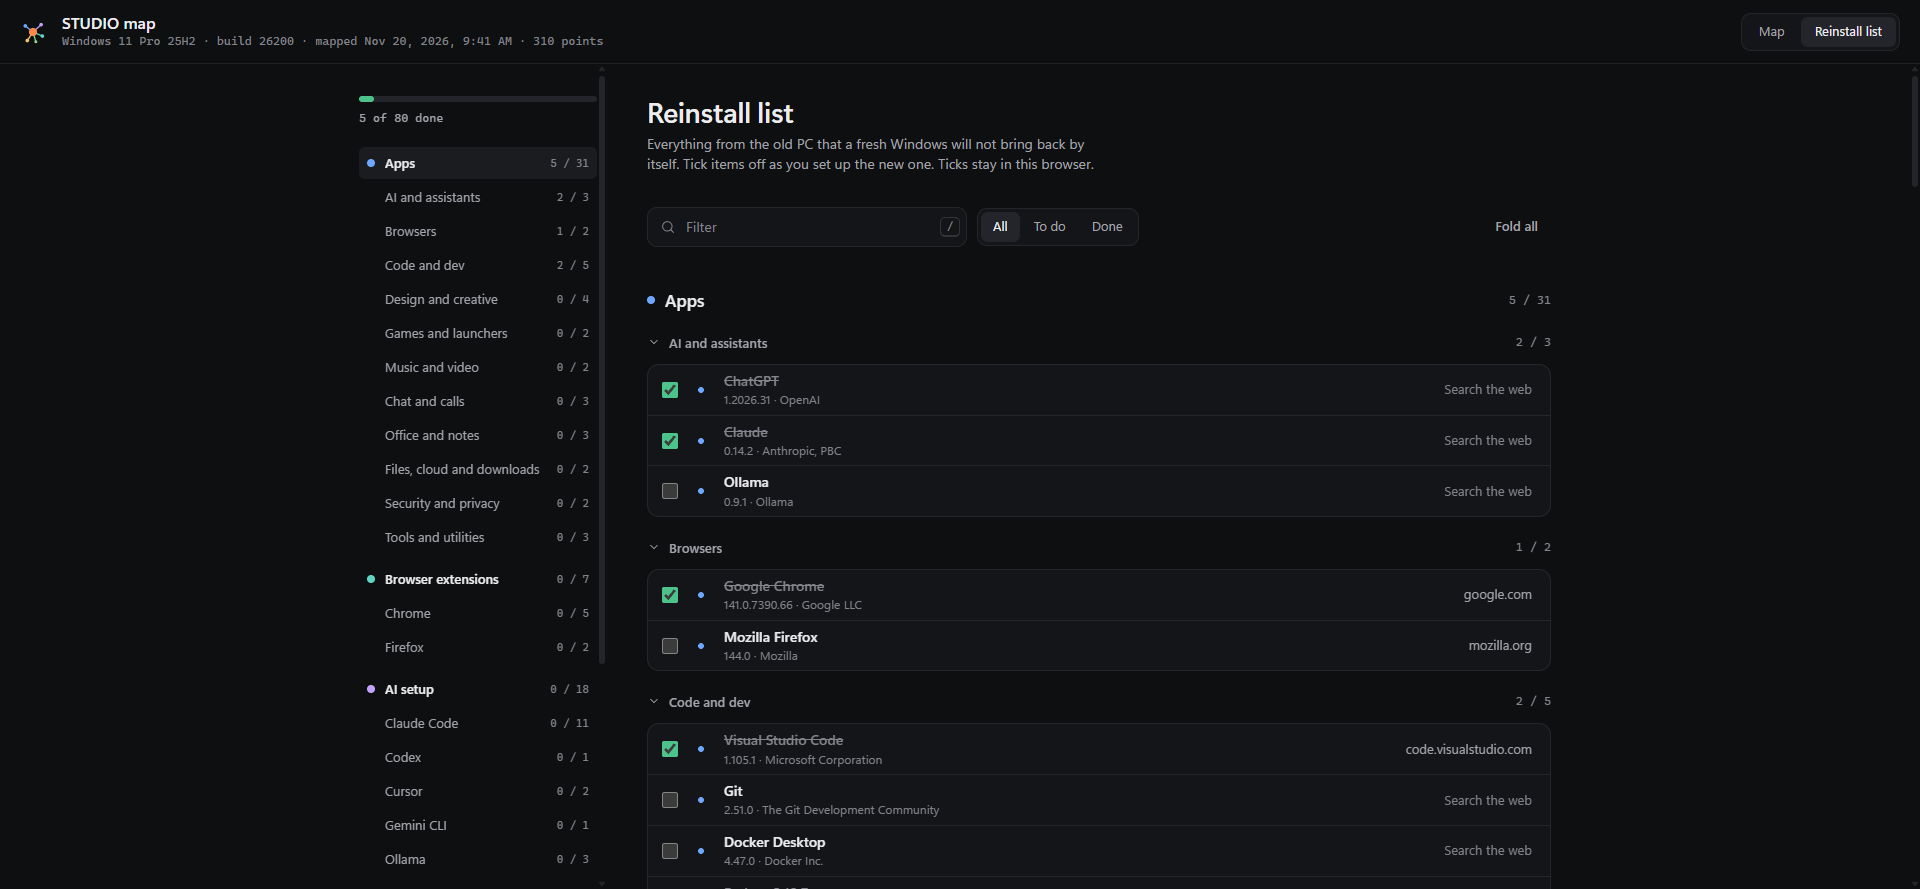 STUDIO map
Windows 11 Pro 25H2 · build 26200 · mapped Nov 20, 2026, 9:41 AM · 310 points
Map
Reinstall list
5 of 80 done
Apps 5 / 31
AI and assistants 2 / 3
Browsers 1 / 2
Code and dev 2 / 5
Design and creative 0 / 4
Games and launchers 0 / 2
Music and video 0 / 2
Chat and calls 0 / 3
Office and notes 0 / 3
Files, cloud and downloads 0 / 2
Security and privacy 0 / 2
Tools and utilities 0 / 3
Browser extensions 0 / 7
Chrome 0 / 5
Firefox 0 / 2
AI setup 0 / 18
Claude Code 0 / 11
Codex 0 / 1
Cursor 0 / 2
Gemini CLI 0 / 1
Ollama 0 / 3
Reinstall list
Everything from the old PC that a fresh Windows will not bring back by
itself. Tick items off as you set up the new one. Ticks stay in this browser.
Filter /
All To do Done
Fold all
Apps 5 / 31
AI and assistants 2 / 3
ChatGPT
1.2026.31 · OpenAI
Search the web
Claude
0.14.2 · Anthropic, PBC
Search the web
Ollama
0.9.1 · Ollama
Search the web
Browsers 1 / 2
Google Chrome
141.0.7390.66 · Google LLC
google.com
Mozilla Firefox
144.0 · Mozilla
mozilla.org
Code and dev 2 / 5
Visual Studio Code
1.105.1 · Microsoft Corporation
code.visualstudio.com
Git
2.51.0 · The Git Development Community
Search the web
Docker Desktop
4.47.0 · Docker Inc.
Search the web